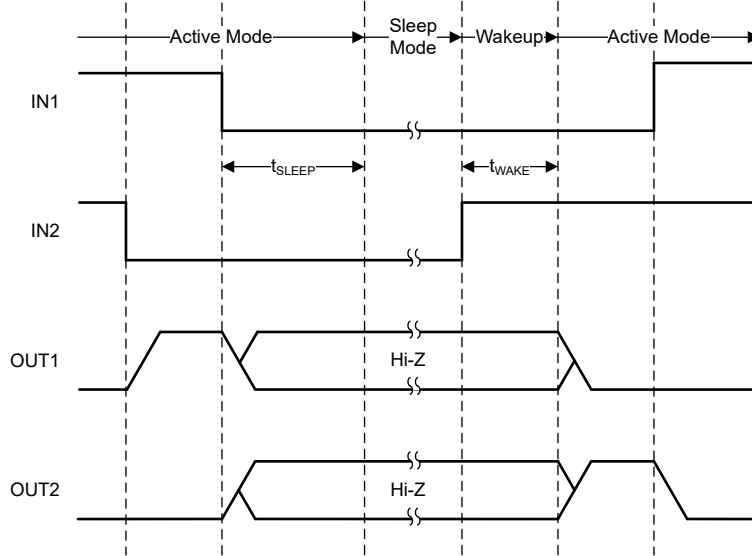 Active Mode
Sleep
Mode
Wakeup
Active Mode
IN1
tSLEEP
tWAKE
IN2
OUT1
Hi-Z
OUT2
Hi-Z